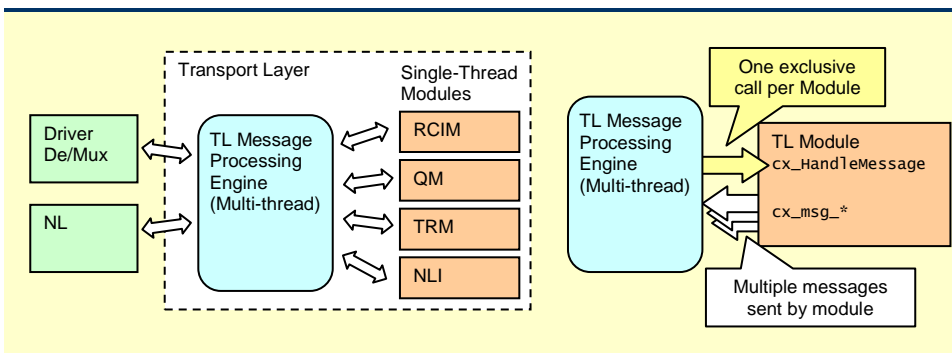 Transport Layer
Single-Thread
Modules
Driver
De/Mux
NL
TL Message
Processing
Engine
(Multi-thread)
RCIM
QM
TRM
NLI
One exclusive
call per Module
TL Message
Processing
Engine
(Multi-thread)
TL Module
cx_HandleMessage
cx_msg_*
Multiple messages
sent by module